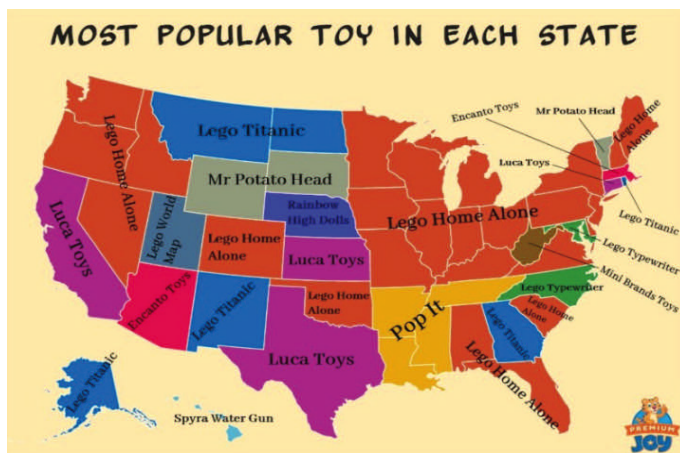 MOST POPULAR TOY IN EACH STATE
Encanto Toys
Mr Potato Head
Lego Home
Alone
Luca Toys
Lego Titanic
Lego Typewriter
Mini Brands Toys
Lego Home Alone
Lego Titanic
Mr Potato Head
Rainbow
High Dolls
Lego World
Map
Lego Home
Alone
Luca Toys
Luca Toys
Lego Home Alone
Encanto Toys
Lego Titanic
Lego Home
Alone
Luca Toys
Pop It
Lego Typewriter
Lego Home
Alone
Lego Titanic
Lego Home Alone
Lego Titanic
Spyra Water Gun
PREMIUM
JOY